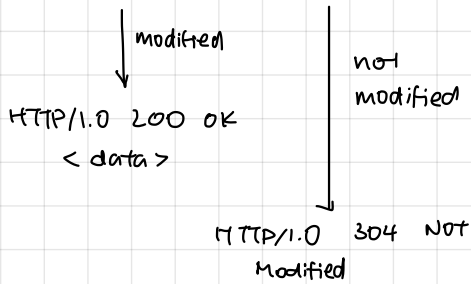 modified
not
modified
HTTP/1.0 200 OK
< data >
HTTP/1.0 304 NOT
Modified